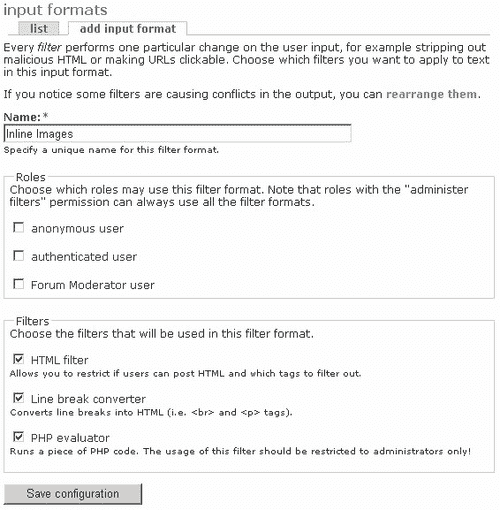 input formats
list
add input format
Every filter performs one particular change on the user input, for example stripping out
malicious HTML or making URLs clickable. Choose which filters you want to apply to text
in this input format.
If you notice some filters are causing conflicts in the output, you can rearrange them.
Name:*
Inline Images
Specify a unique name for this filter format.
Roles
Choose which roles may use this filter format. Note that roles with the "administer
filters" permission can always use all the filter formats.
anonymous user
authenticated user
Forum Moderator user
Filters
Choose the filters that will be used in this filter format.
HTML filter
Allows you to restrict if users can post HTML and which tags to filter out.
Line break converter
Converts line breaks into HTML (i.e. <br> and <p> tags).
PHP evaluator
Runs a piece of PHP code. The usage of this filter should be restricted to administrators only!
Save configuration